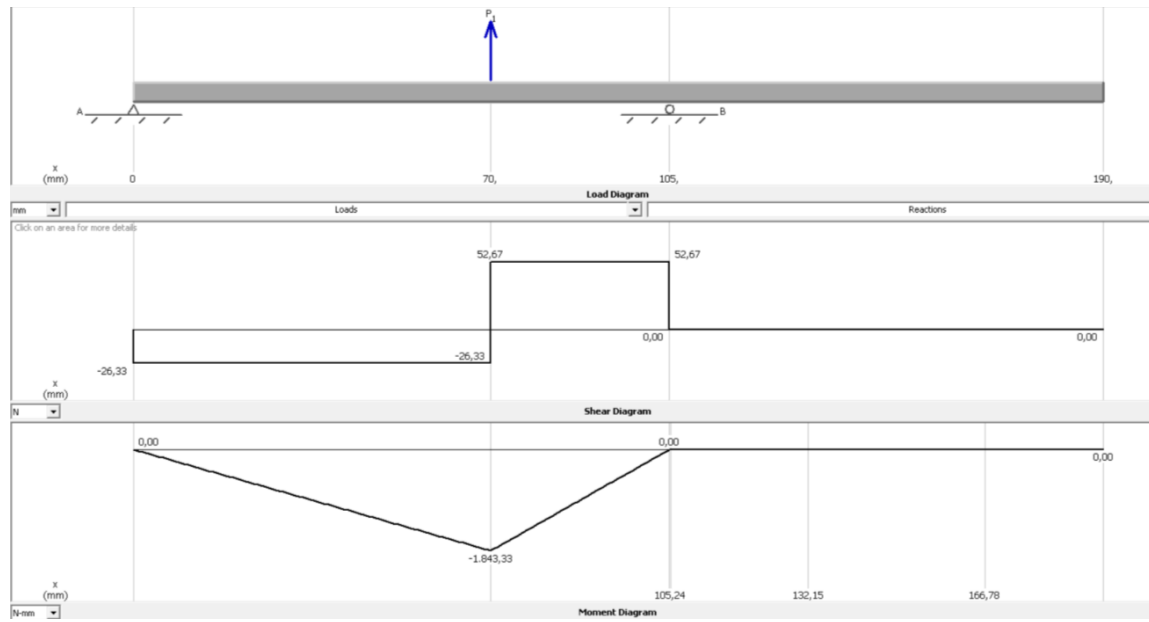 P1
A
B
x
(mm)
0
70,
105,
190,
Load Diagram
mm
Loads
Reactions
Click on an area for more details
52,67
52,67
0,00
0,00
-26,33
-26,33
x
(mm)
N
Shear Diagram
0,00
0,00
0,00
-1.843,33
x
(mm)
105,24
132,15
166,78
N-mm
Moment Diagram